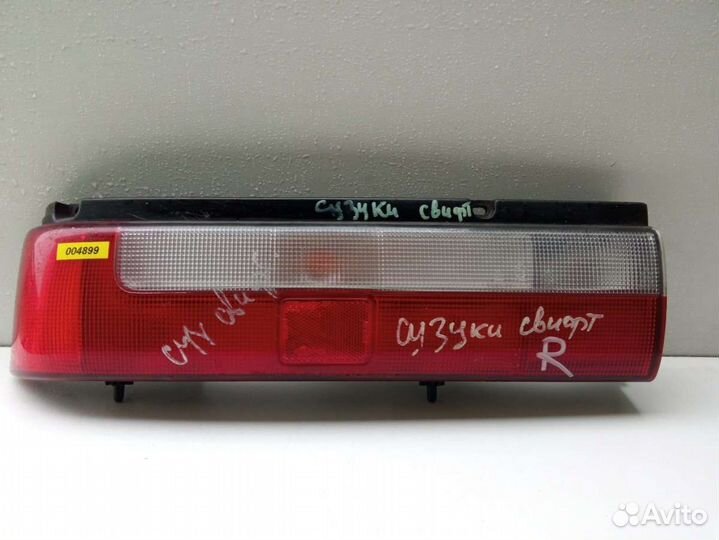 сузуки свифт
004899
сузуки свифт
R
Avito